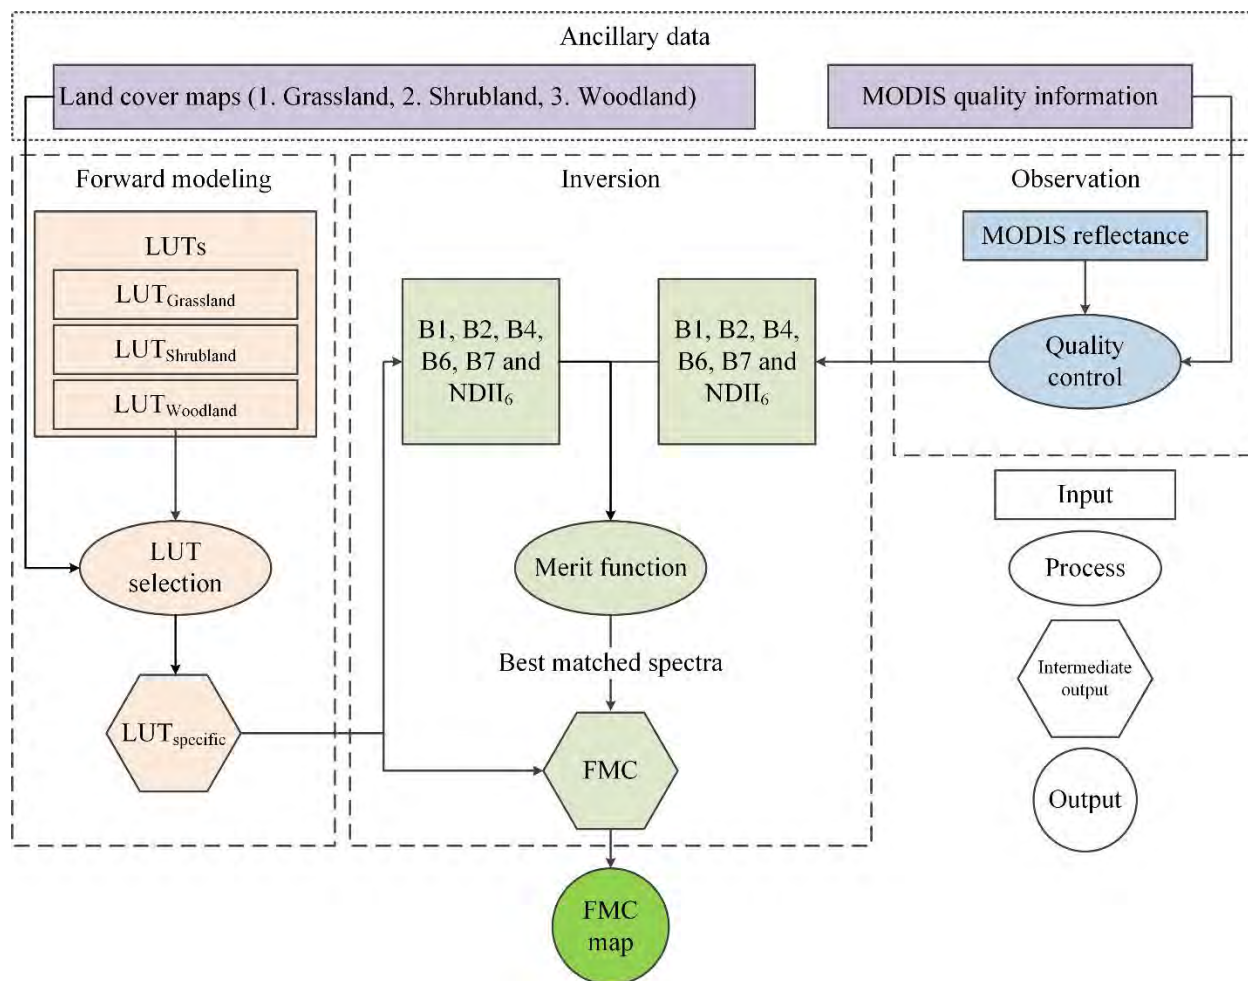 Ancillary data
Land cover maps (1. Grassland, 2. Shrubland, 3. Woodland)
MODIS quality information
Forward modeling
LUTs
LUTGrassland
LUTShrubland
LUTWoodland
LUT
selection
LUTspecific
Inversion
B1, B2, B4,
B6, B7 and
NDII6
B1, B2, B4,
B6, B7 and
NDII6
Merit function
Best matched spectra
FMC
FMC
map
Observation
MODIS reflectance
Quality
control
Input
Process
Intermediate
output
Output